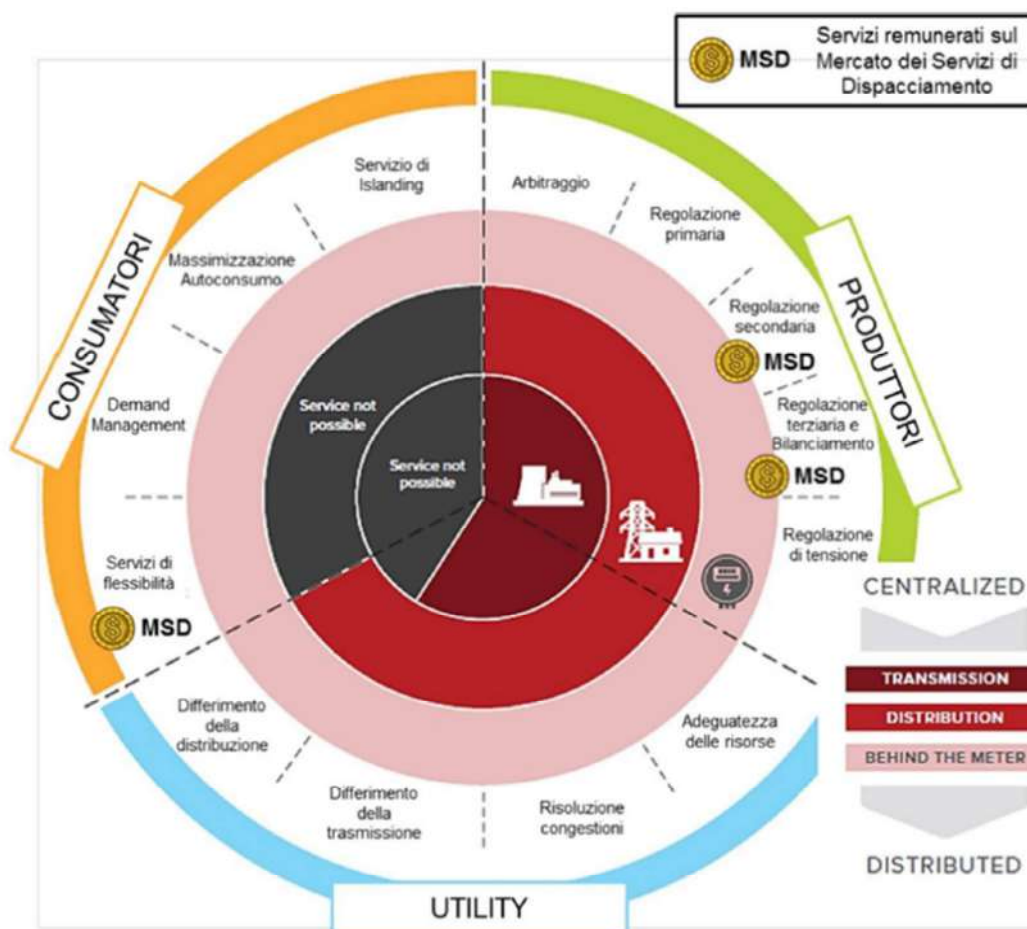 MSD
Servizi remunerati sul
Mercato dei Servizi di
Dispacciamento
CONSUMATORI
PRODUTTORI
Servizio di
Islanding
Arbitraggio
Regolazione
primaria
Massimizzazione
Autoconsumo
Regolazione
secondaria
MSD
Demand
Management
Service not
possible
Service not
possible
Regolazione
terziaria e
Bilanciamento
MSD
Servizi di
flessibilità
MSD
Regolazione
di tensione
CENTRALIZED
TRANSMISSION
DISTRIBUTION
BEHIND THE METER
DISTRIBUTED
Differimento
della
distribuzione
Adeguatezza
delle risorse
Differimento
della
trasmissione
Risoluzione
congestioni
UTILITY